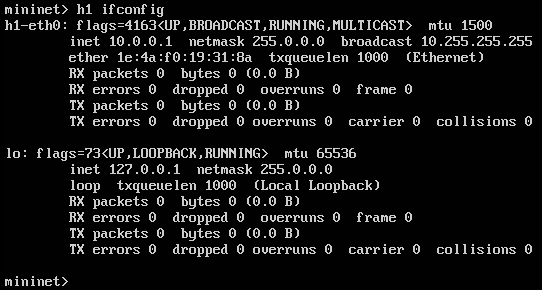 mininet> h1 ifconfig
h1-eth0: flags=4163<UP,BROADCAST,RUNNING,MULTICAST>  mtu 1500
        inet 10.0.0.1  netmask 255.0.0.0  broadcast 10.255.255.255
        ether 1e:4a:f0:19:31:8a  txqueuelen 1000  (Ethernet)
        RX packets 0  bytes 0 (0.0 B)
        RX errors 0  dropped 0  overruns 0  frame 0
        TX packets 0  bytes 0 (0.0 B)
        TX errors 0  dropped 0 overruns 0  carrier 0  collisions 0

lo: flags=73<UP,LOOPBACK,RUNNING>  mtu 65536
        inet 127.0.0.1  netmask 255.0.0.0
        loop  txqueuelen 1000  (Local Loopback)
        RX packets 0  bytes 0 (0.0 B)
        RX errors 0  dropped 0  overruns 0  frame 0
        TX packets 0  bytes 0 (0.0 B)
        TX errors 0  dropped 0 overruns 0  carrier 0  collisions 0

mininet>